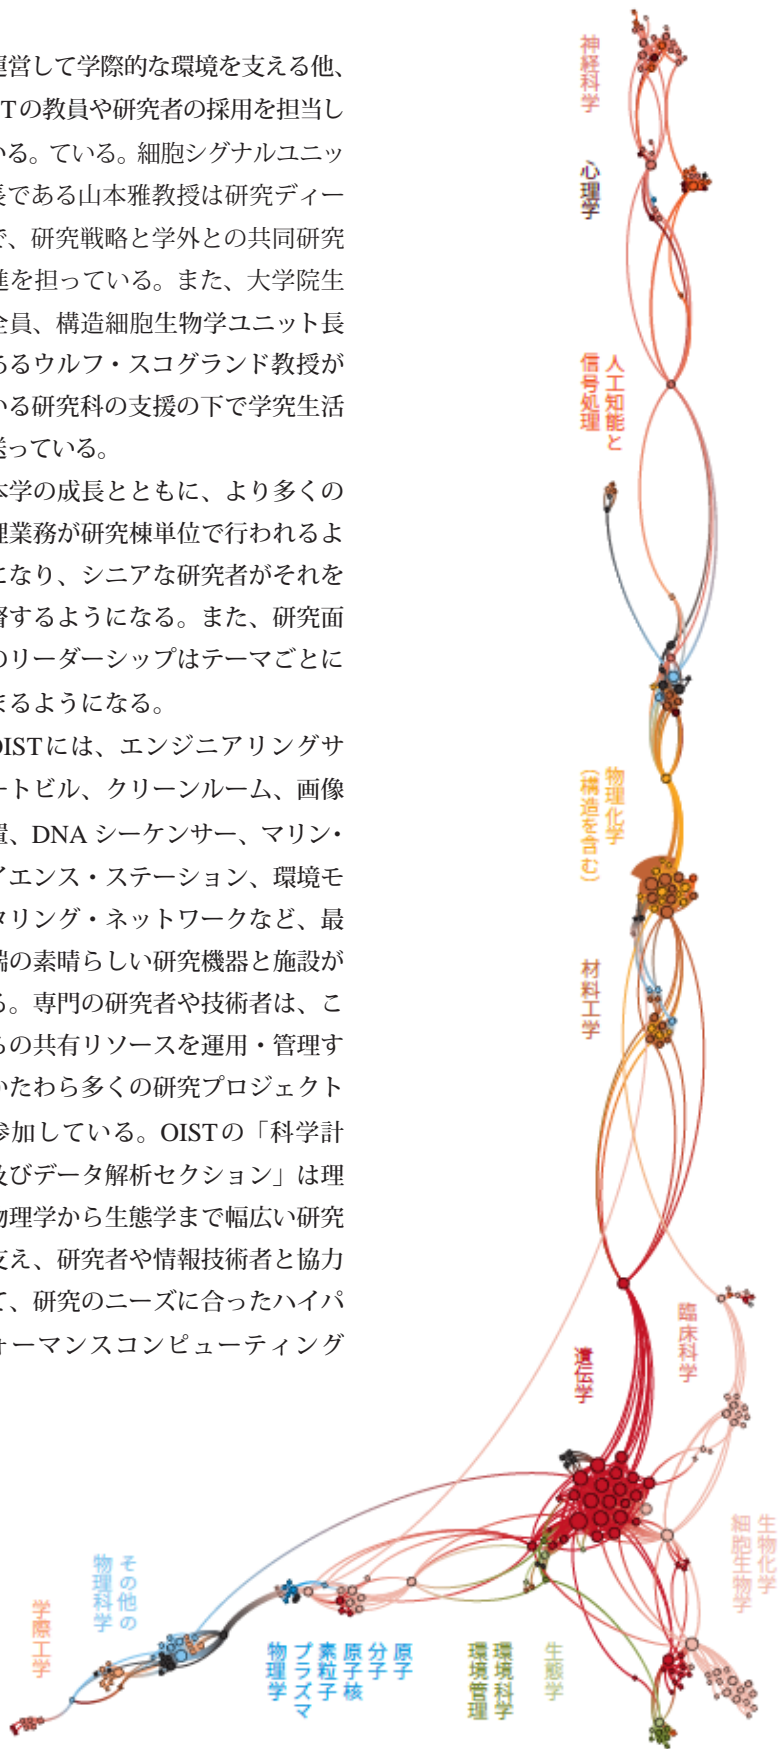 運営して学際的な環境を支える他、
Tの教員や研究者の採用を担当し
いる。ている。細胞シグナルユニッ
長である山本雅教授は研究ディー
で、研究戦略と学外との共同研究
進を担っている。また、大学院生
全員、構造細胞生物学ユニット長
あるウルフ・スコグランド教授が
いる研究科の支援の下で学究生活
送っている。
本学の成長とともに、より多くの
理業務が研究棟単位で行われるよ
になり、シニアな研究者がそれを
督するようになる。また、研究面
のリーダーシップはテーマごとに
まるようになる。
OISTには、エンジニアリングサ
ートビル、クリーンルーム、画像
置、DNA シーケンサー、マリン・
イエンス・ステーション、環境モ
タリング・ネットワークなど、最
端の素晴らしい研究機器と施設が
る。専門の研究者や技術者は、こ
らの共有リソースを運用・管理す
かたわら多くの研究プロジェクト
参加している。OISTの「科学計
及びデータ解析セクション」は理
物理学から生態学まで幅広い研究
支え、研究者や情報技術者と協力
て、研究のニーズに合ったハイパ
ォーマンスコンピューティング
神経科学
心理学
人工知能と
信号処理
物理化学
(構造を含む)
材料工学
臨床科学
遺伝学
生物化学
細胞生物学
その他の
物理科学
学際工学
原子
分子
原子核
素粒子
プラズマ
物理学
環境科学
環境管理
生態学